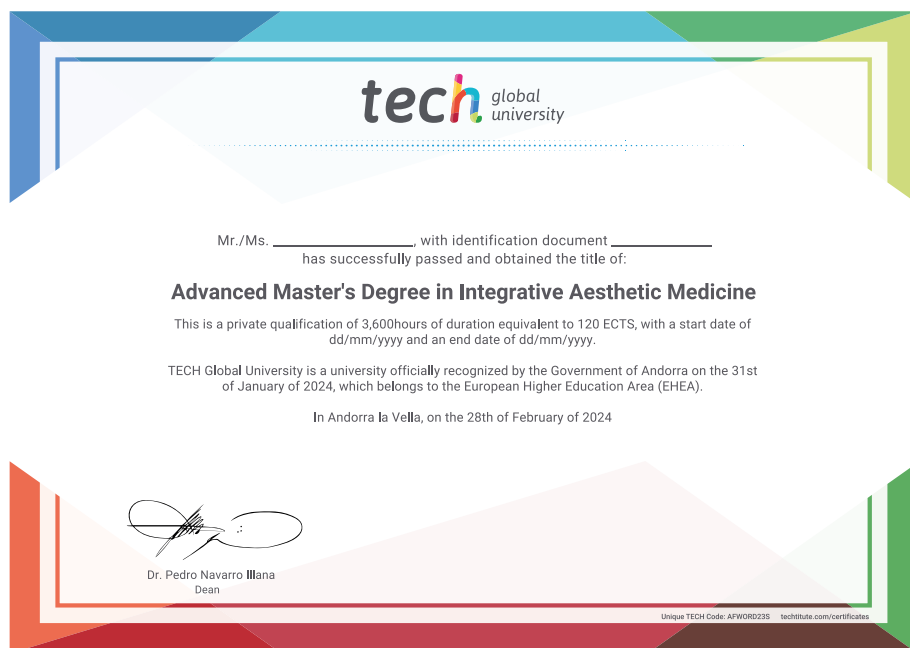 tech global
university
Mr./Ms. ____________________, with identification document ______________
has successfully passed and obtained the title of:
Advanced Master's Degree in Integrative Aesthetic Medicine
This is a private qualification of 3,600hours of duration equivalent to 120 ECTS, with a start date of
dd/mm/yyyy and an end date of dd/mm/yyyy.
TECH Global University is a university officially recognized by the Government of Andorra on the 31st
of January of 2024, which belongs to the European Higher Education Area (EHEA).
In Andorra la Vella, on the 28th of February of 2024
Dr. Pedro Navarro Illana
Dean
Unique TECH Code: AFWORD23S techtitute.com/certificates